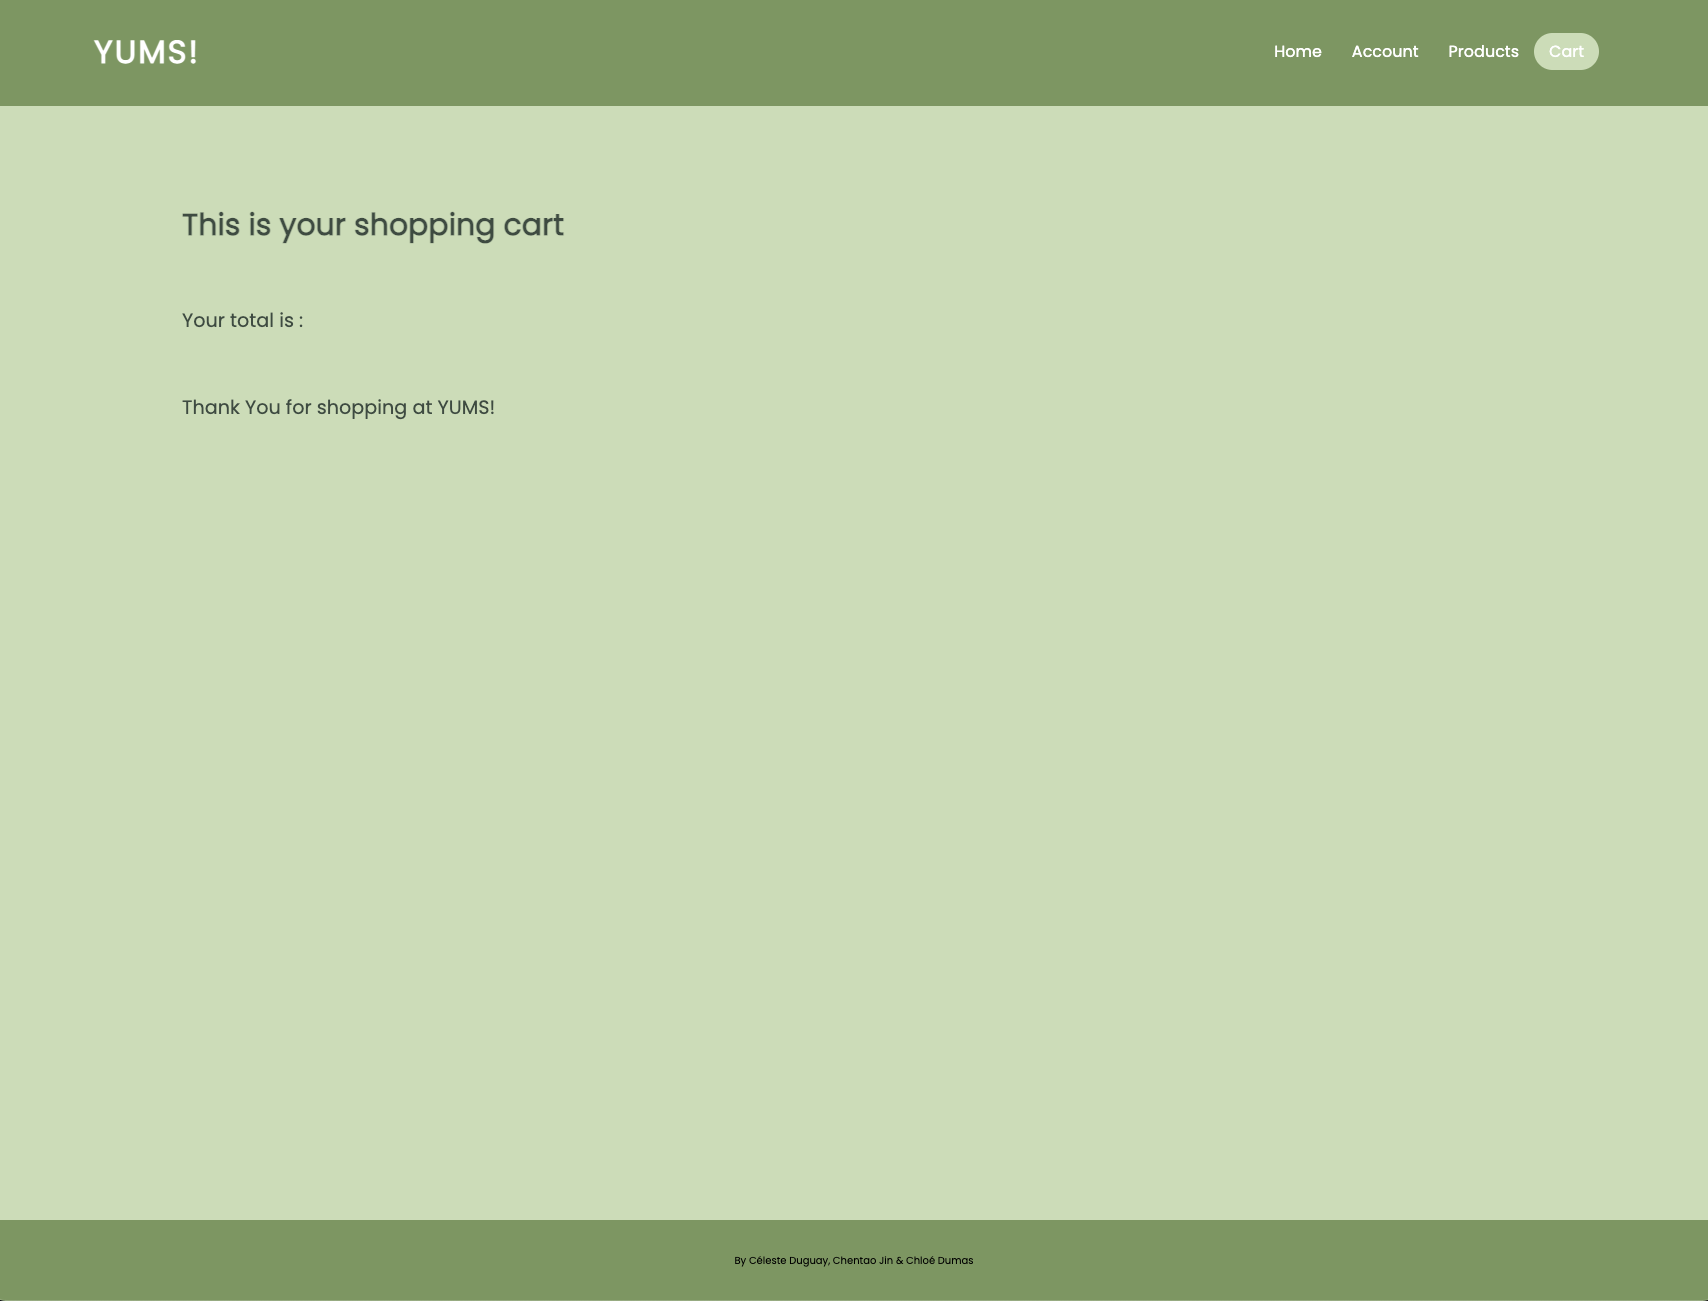 YUMS!
Home Account Products Cart
This is your shopping cart
Your total is :
Thank You for shopping at YUMS!
By Céleste Duguay, Chentao Jin & Chloé Dumas